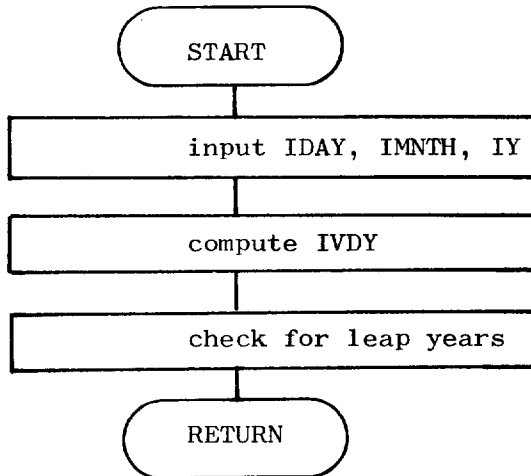 START
input IDAY, IMNTH, IY
compute IVDY
check for leap years
RETURN